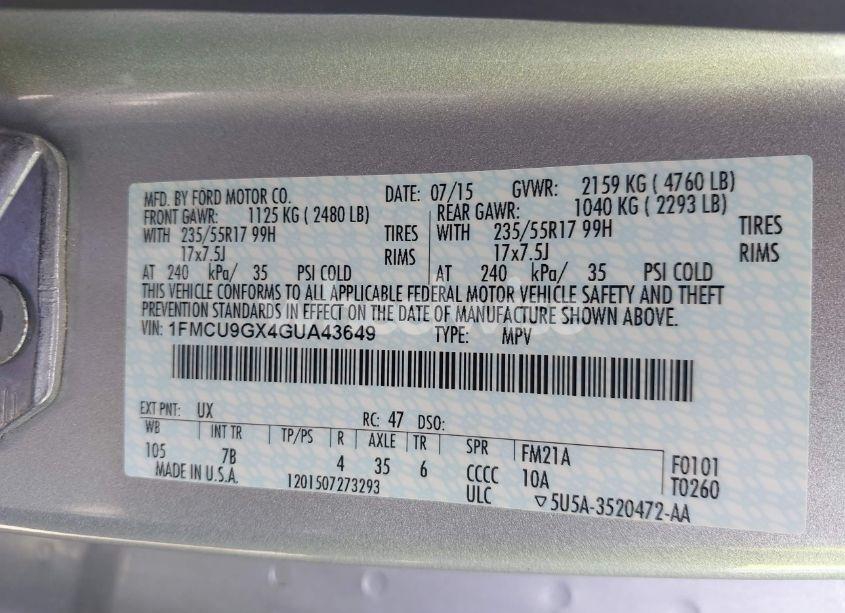 MFD. BY FORD MOTOR CO. DATE: 07/15 GVWR: 2159 KG ( 4760 LB)
FRONT GAWR: 1125 KG ( 2480 LB) REAR GAWR: 1040 KG ( 2293 LB)
WITH 235/55R17 99H TIRES WITH 235/55R17 99H TIRES
17x7.5J RIMS 17x7.5J RIMS
AT 240 kPa/ 35 PSI COLD AT 240 kPa/ 35 PSI COLD
THIS VEHICLE CONFORMS TO ALL APPLICABLE FEDERAL MOTOR VEHICLE SAFETY AND THEFT
PREVENTION STANDARDS IN EFFECT ON THE DATE OF MANUFACTURE SHOWN ABOVE.
VIN: 1FMCU9GX4GUA43649 TYPE: MPV
EXT PNT: UX RC: 47 DSO:
WB INT TR TP/PS R AXLE TR SPR FM21A F0101
105 7B 4 35 6 CCCC 10A T0260
MADE IN U.S.A. 1201507273293 ULC ▽5U5A-3520472-AA